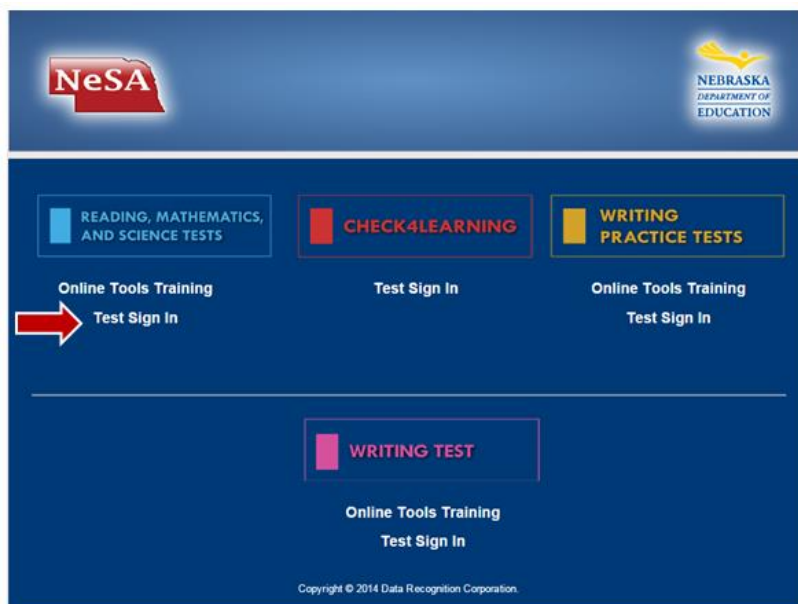 NeSA
NEBRASKA
DEPARTMENT OF
EDUCATION
READING, MATHEMATICS,
AND SCIENCE TESTS
Online Tools Training
Test Sign In
CHECK4LEARNING
Test Sign In
WRITING
PRACTICE TESTS
Online Tools Training
Test Sign In
WRITING TEST
Online Tools Training
Test Sign In
Copyright © 2014 Data Recognition Corporation.